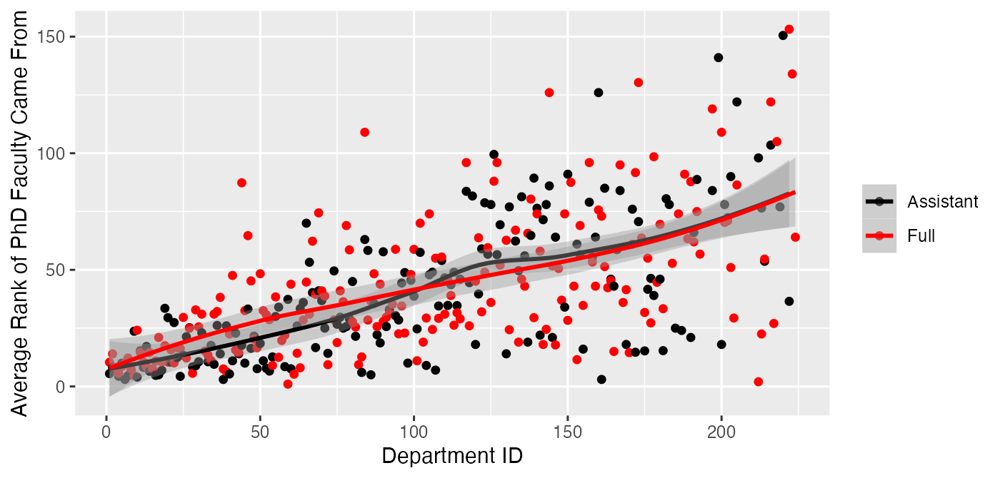 Average Rank of PhD Faculty Came From
150
100
50
0
0 50 100 150 200
Department ID
Assistant
Full